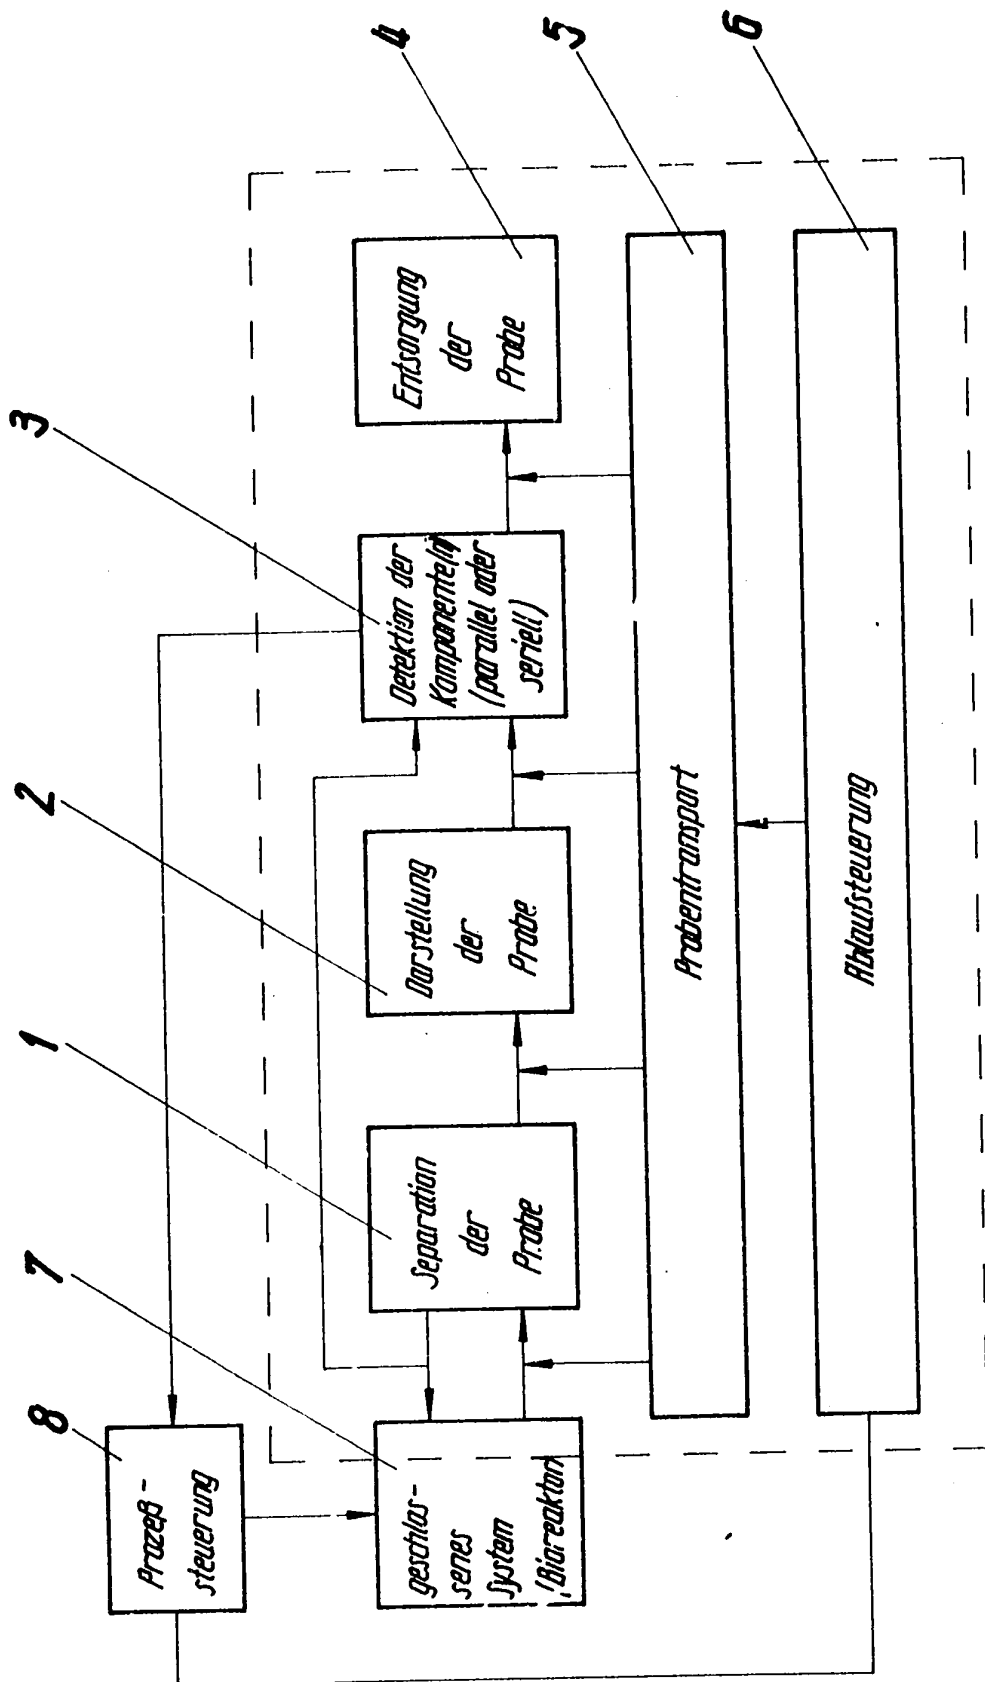 8
Prozeß-
steuerung
7
geschlos-
senes
System
(Bioreaktor)
1
Separation
der
Probe
2
Darstellung
der
Probe
3
Detektion der
Komponente(n)
(parallel oder
seriell)
4
Entsorgung
der
Probe
5
Probentransport
6
Ablaufsteuerung